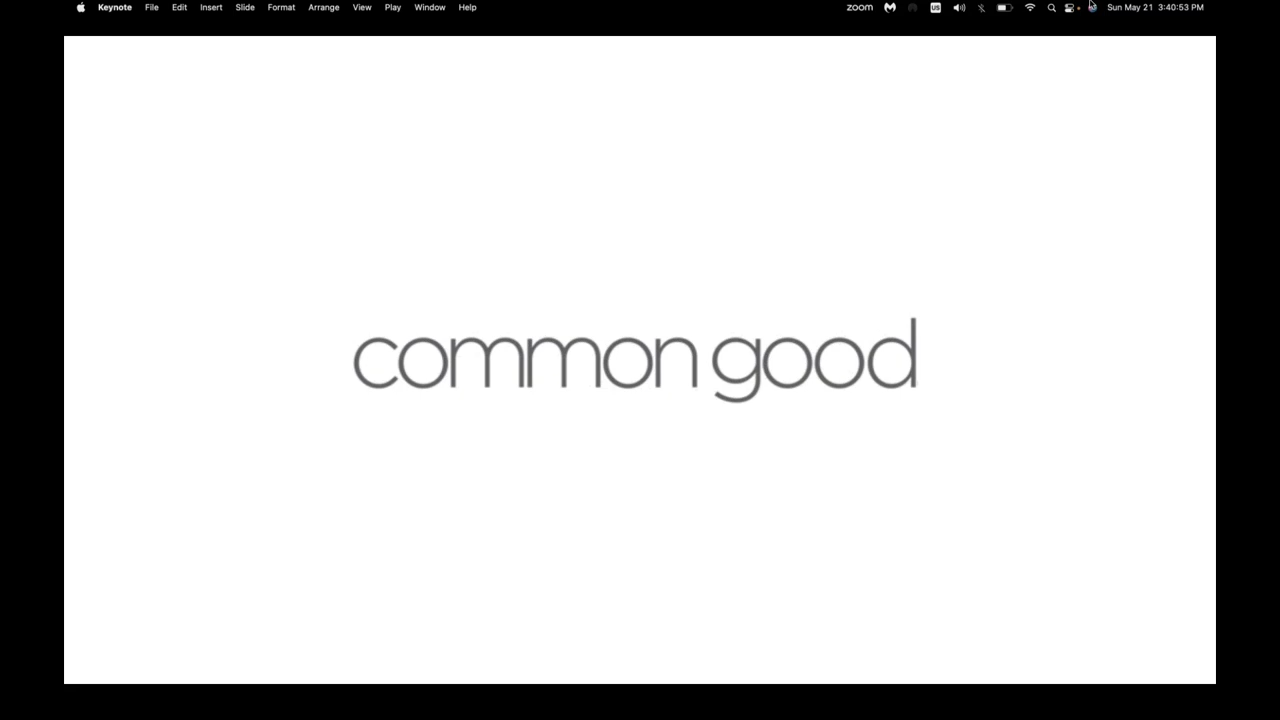 Keynote File Edit Insert Slide Format Arrange View Play Window Help zoom US Sun May 21 3:40:53 PM
common good